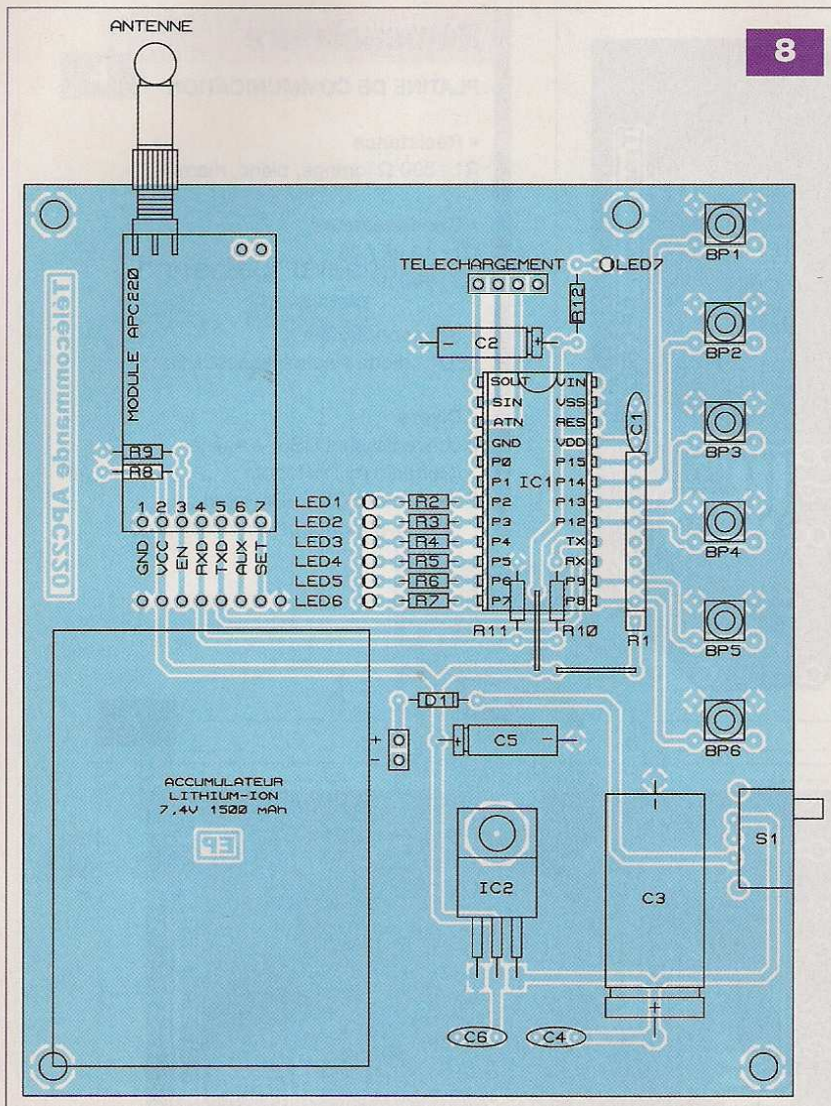 ANTENNE
8
PLATINE DE COMMUNICATION
BP1
TELECHARGEMENT
LED7
R12
C2
- +
BP2
MODULE APC220
Télécommande APC220
SOUT VIN
SIN VSS
ATN RES
GND VDD
P0 P15
P1 IC1 P14
P2 P13
P3 P12
P4 TX
P5 RX
P6 P9
P7 P8
C1
BP3
R9
R8
1 2 3 4 5 6 7
GND
VCC
EN
RXD
TXD
AUX
SET
LED1 R2
LED2 R3
LED3 R4
LED4 R5
LED5 R6
LED6 R7
BP4
R11
R10
R1
BP5
D1
+
-
+ C5 -
BP6
ACCUMULATEUR
LITHIUM-ION
7,4V 1500 mAh
EP
IC2
-
C3
+
S1
C6
C4